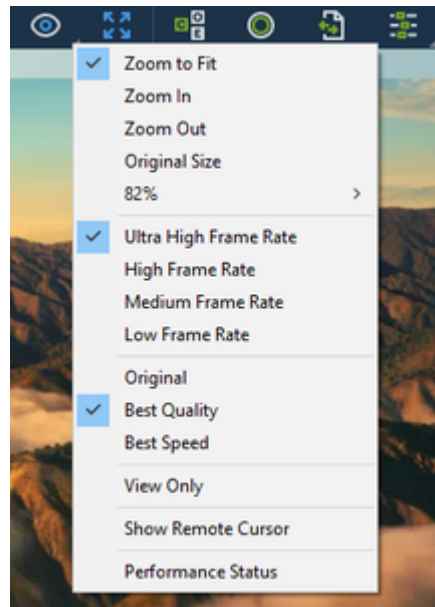 C
O
E
Zoom to Fit
Zoom In
Zoom Out
Original Size
82%
Ultra High Frame Rate
High Frame Rate
Medium Frame Rate
Low Frame Rate
Original
Best Quality
Best Speed
View Only
Show Remote Cursor
Performance Status